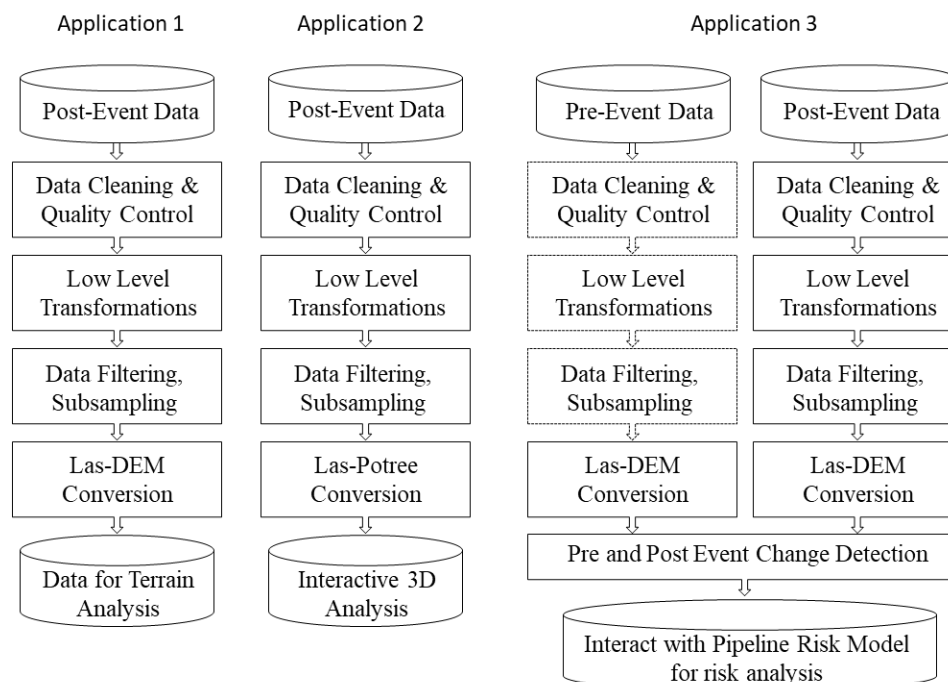 Application 1
Post-Event Data
Data Cleaning &
Quality Control
Low Level
Transformations
Data Filtering,
Subsampling
Las-DEM
Conversion
Data for Terrain
Analysis
Application 2
Post-Event Data
Data Cleaning &
Quality Control
Low Level
Transformations
Data Filtering,
Subsampling
Las-Potree
Conversion
Interactive 3D
Analysis
Application 3
Pre-Event Data
Data Cleaning &
Quality Control
Low Level
Transformations
Data Filtering,
Subsampling
Las-DEM
Conversion
Post-Event Data
Data Cleaning &
Quality Control
Low Level
Transformations
Data Filtering,
Subsampling
Las-DEM
Conversion
Pre and Post Event Change Detection
Interact with Pipeline Risk Model
for risk analysis